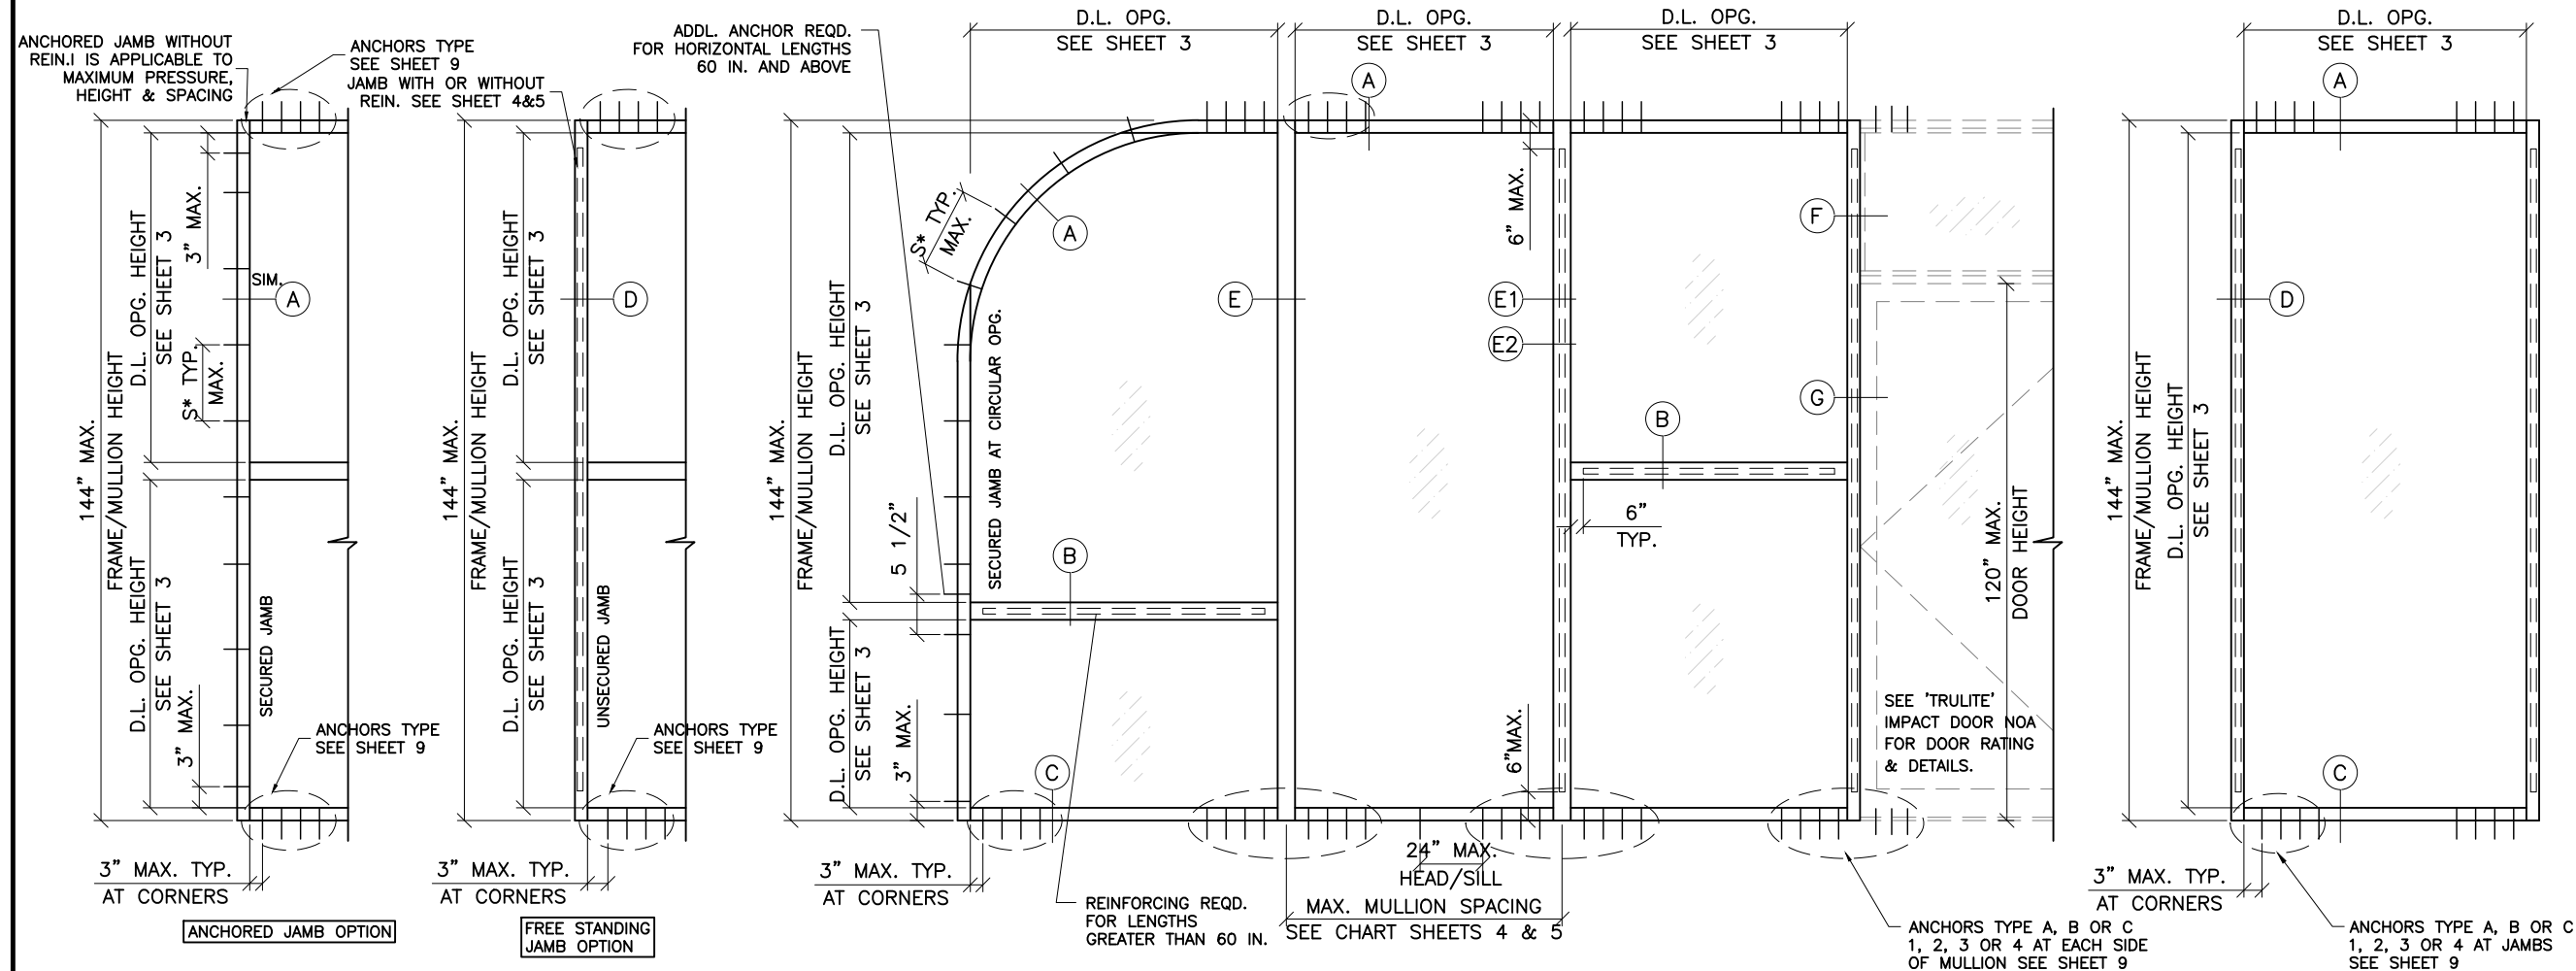 ANCHORED JAMB WITHOUT
REIN.I IS APPLICABLE TO
MAXIMUM PRESSURE,
HEIGHT & SPACING
ANCHORS TYPE
SEE SHEET 9
JAMB WITH OR WITHOUT
REIN. SEE SHEET 4&5
144" MAX.
FRAME/MULLION HEIGHT
D.L. OPG. HEIGHT
SEE SHEET 3
3" MAX.
S* TYP.
MAX.
SIM.
A
D.L. OPG. HEIGHT
SEE SHEET 3
3" MAX.
SECURED JAMB
ANCHORS TYPE
SEE SHEET 9
3" MAX. TYP.
AT CORNERS
ANCHORED JAMB OPTION
144" MAX.
FRAME/MULLION HEIGHT
D.L. OPG. HEIGHT
SEE SHEET 3
D
D.L. OPG. HEIGHT
SEE SHEET 3
UNSECURED JAMB
ANCHORS TYPE
SEE SHEET 9
3" MAX. TYP.
AT CORNERS
FREE STANDING
JAMB OPTION
ADDL. ANCHOR REQD.
FOR HORIZONTAL LENGTHS
60 IN. AND ABOVE
D.L. OPG.
SEE SHEET 3
D.L. OPG.
SEE SHEET 3
D.L. OPG.
SEE SHEET 3
A
S* TYP.
MAX.
A
144" MAX.
FRAME/MULLION HEIGHT
D.L. OPG. HEIGHT
SEE SHEET 3
SECURED JAMB AT CIRCULAR OPG.
5 1/2"
B
D.L. OPG. HEIGHT
SEE SHEET 3
3" MAX.
C
3" MAX. TYP.
AT CORNERS
REINFORCING REQD.
FOR LENGTHS
GREATER THAN 60 IN.
E
6" MAX.
E1
E2
6"MAX.
24" MAX.
HEAD/SILL
MAX. MULLION SPACING
SEE CHART SHEETS 4 & 5
B
6"
TYP.
F
G
120" MAX.
DOOR HEIGHT
SEE 'TRULITE'
IMPACT DOOR NOA
FOR DOOR RATING
& DETAILS.
ANCHORS TYPE A, B OR C
1, 2, 3 OR 4 AT EACH SIDE
OF MULLION SEE SHEET 9
D.L. OPG.
SEE SHEET 3
A
144" MAX.
FRAME/MULLION HEIGHT
D.L. OPG. HEIGHT
SEE SHEET 3
D
C
3" MAX. TYP.
AT CORNERS
ANCHORS TYPE A, B OR C
1, 2, 3 OR 4 AT JAMBS
SEE SHEET 9